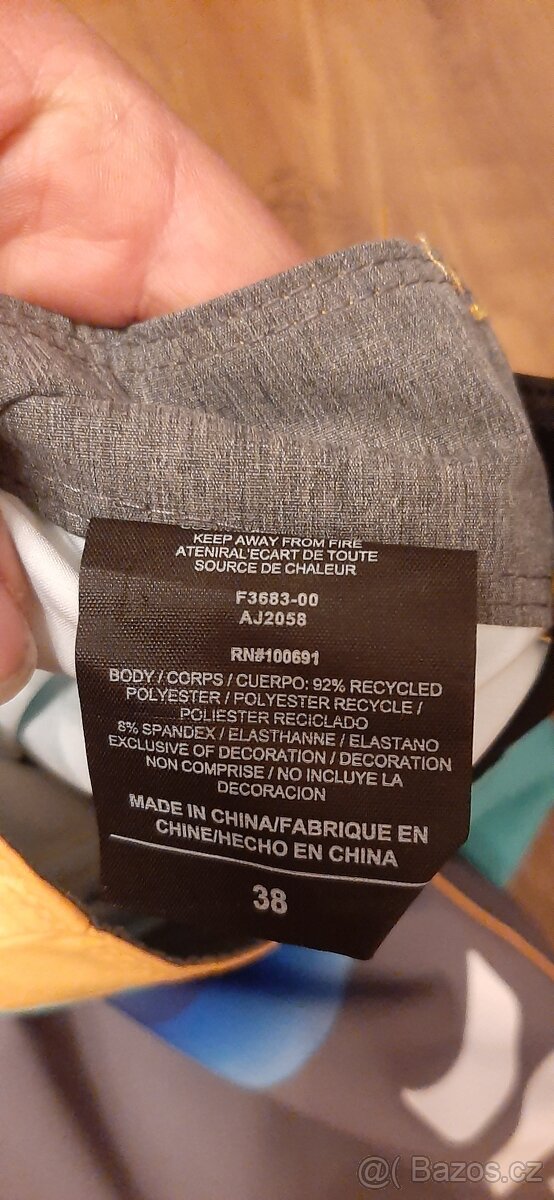 KEEP AWAY FROM FIRE
ATENIRAL'ECART DE TOUTE
SOURCE DE CHALEUR
F3683-00
AJ2058
RN#100691
BODY / CORPS / CUERPO: 92% RECYCLED
POLYESTER / POLYESTER RECYCLE /
POLIESTER RECICLADO
8% SPANDEX / ELASTHANNE / ELASTANO
EXCLUSIVE OF DECORATION / DECORATION
NON COMPRISE / NO INCLUYE LA
DECORACION
MADE IN CHINA/FABRIQUE EN
CHINE/HECHO EN CHINA
38
@( Bazos.cz